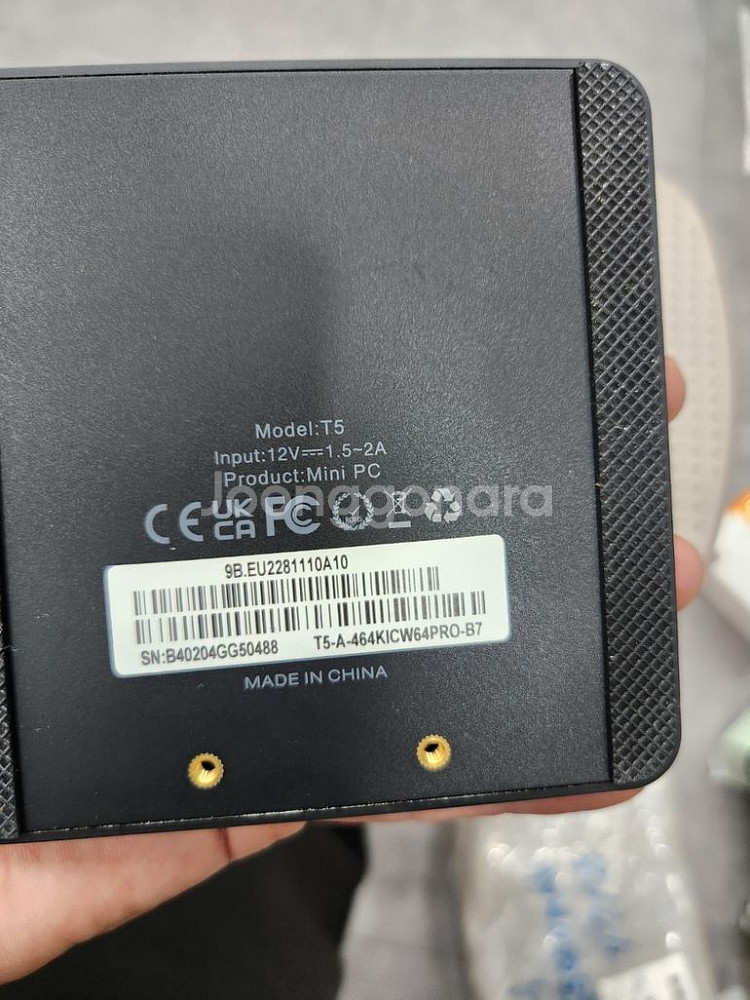 Model:T5
Input:12V⎓1.5~2A
Product:Mini PC
Joonggonara
CE UK CA FC
9B.EU2281110A10
SN:B40204GG50488 T5-A-464KICW64PRO-B7
MADE IN CHINA